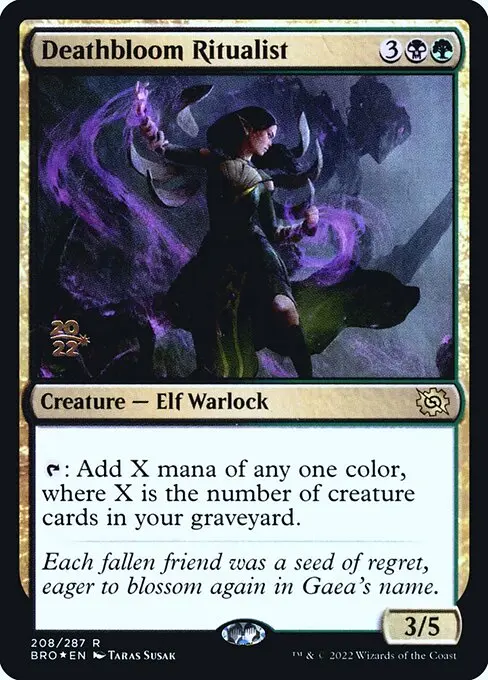 Deathbloom Ritualist 3
20
22
Creature — Elf Warlock
: Add X mana of any one color,
where X is the number of creature
cards in your graveyard.
Each fallen friend was a seed of regret,
eager to blossom again in Gaea's name.
3/5
208/287 R
BRO★EN Taras Susak
™ & © 2022 Wizards of the Coast